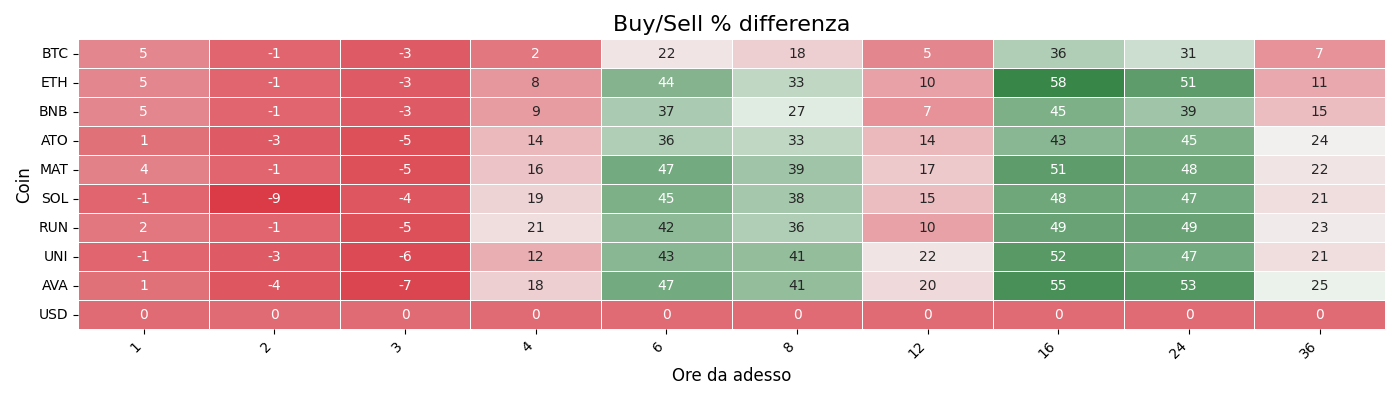 Buy/Sell % differenza
Coin
BTC 5 -1 -3 2 22 18 5 36 31 7
ETH 5 -1 -3 8 44 33 10 58 51 11
BNB 5 -1 -3 9 37 27 7 45 39 15
ATO 1 -3 -5 14 36 33 14 43 45 24
MAT 4 -1 -5 16 47 39 17 51 48 22
SOL -1 -9 -4 19 45 38 15 48 47 21
RUN 2 -1 -5 21 42 36 10 49 49 23
UNI -1 -3 -6 12 43 41 22 52 47 21
AVA 1 -4 -7 18 47 41 20 55 53 25
USD 0 0 0 0 0 0 0 0 0 0
1 2 3 4 6 8 12 16 24 36
Ore da adesso